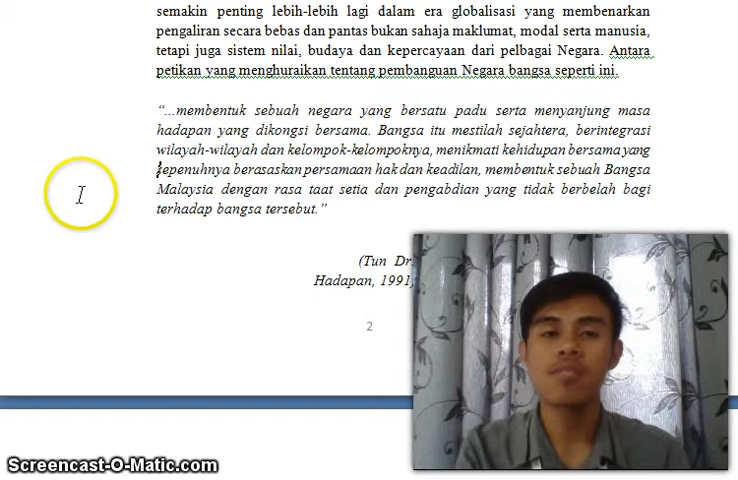 semakin penting lebih-lebih lagi dalam era globalisasi yang membenarkan
pengaliran secara bebas dan pantas bukan sahaja maklumat, modal serta manusia,
tetapi juga sistem nilai, budaya dan kepercayaan dari pelbagai Negara. Antara
petikan yang menghuraikan tentang pembanguan Negara bangsa seperti ini.
“...membentuk sebuah negara yang bersatu padu serta menyanjung masa
hadapan yang dikongsi bersama. Bangsa itu mestilah sejahtera, berintegrasi
wilayah-wilayah dan kelompok-kelompoknya, menikmati kehidupan bersama yang
sepenuhnya berasaskan persamaan hak dan keadilan, membentuk sebuah Bangsa
Malaysia dengan rasa taat setia dan pengabdian yang tidak berbelah bagi
terhadap bangsa tersebut.”
(Tun Dr.
Hadapan, 1991)
2
Screencast-O-Matic.com